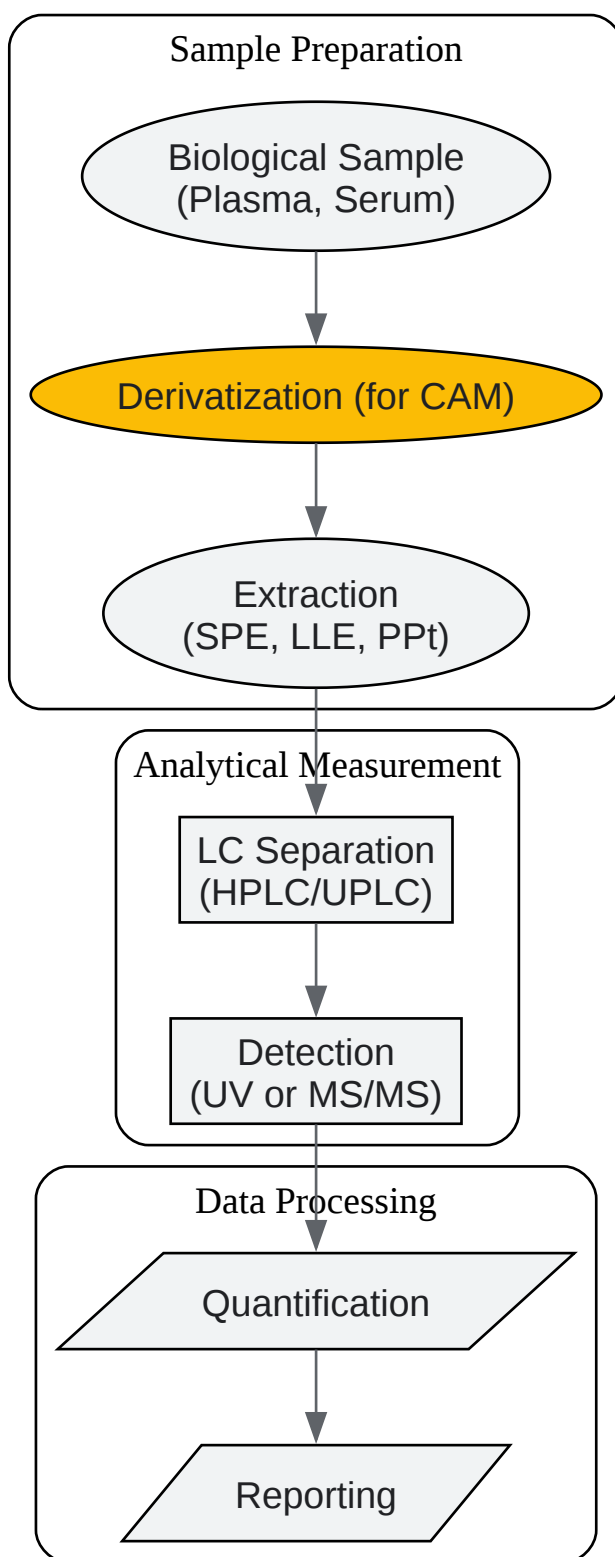 Sample Preparation
Biological Sample
(Plasma, Serum)
Derivatization (for CAM)
Extraction
(SPE, LLE, PPt)
Analytical Measurement
LC Separation
(HPLC/UPLC)
Detection
(UV or MS/MS)
Data Processing
Quantification
Reporting